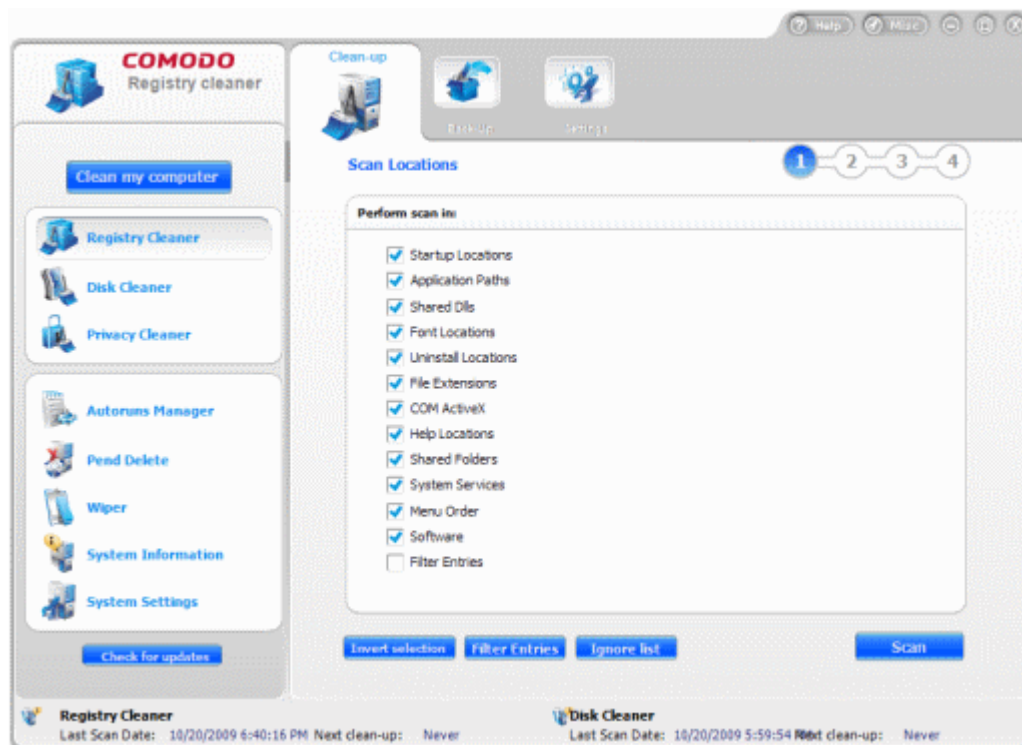 Help
Misc
COMODO
Registry cleaner
Clean-up
Back-Up
Settings
Clean my computer
Registry Cleaner
Disk Cleaner
Privacy Cleaner
Autoruns Manager
Pend Delete
Wiper
System Information
System Settings
Check for updates
Scan Locations
1 2 3 4
Perform scan in:
Startup Locations
Application Paths
Shared Dlls
Font Locations
Uninstall Locations
File Extensions
COM ActiveX
Help Locations
Shared Folders
System Services
Menu Order
Software
Filter Entries
Invert selection
Filter Entries
Ignore list
Scan
Registry Cleaner
Last Scan Date: 10/20/2009 6:40:16 PM Next clean-up: Never
Disk Cleaner
Last Scan Date: 10/20/2009 5:59:54 clean-up: Never